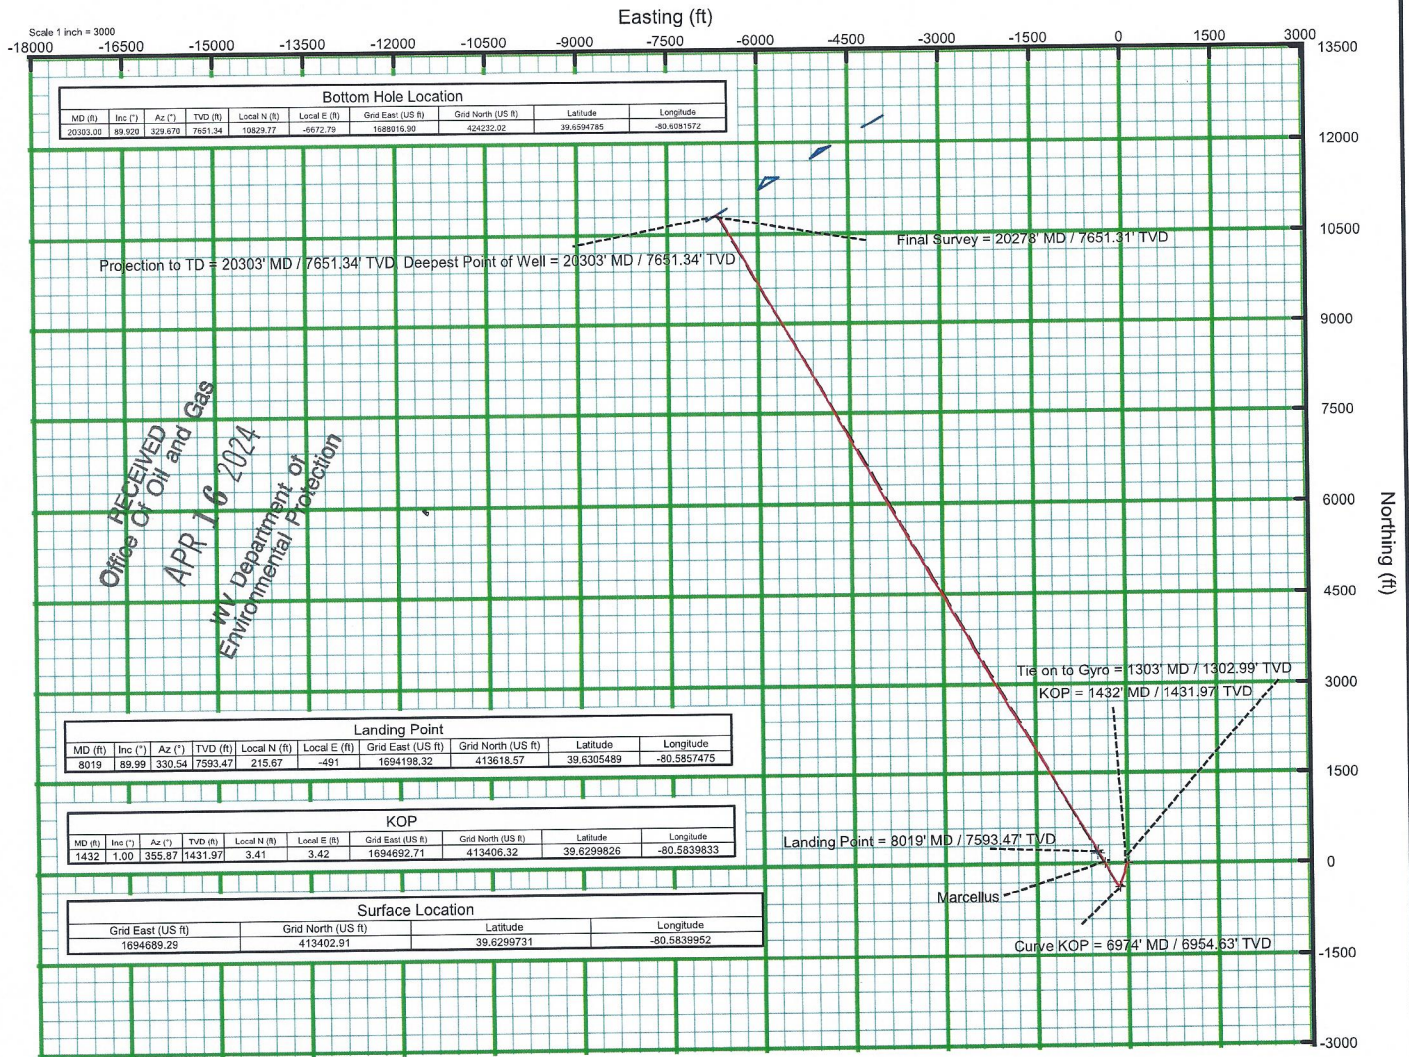 Easting (ft)
Scale 1 inch = 3000
-18000 -16500 -15000 -13500 -12000 -10500 -9000 -7500 -6000 -4500 -3000 -1500 0 1500 3000
13500
Bottom Hole Location
MD (ft) Inc (°) Az (°) TVD (ft) Local N (ft) Local E (ft) Grid East (US ft) Grid North (US ft) Latitude Longitude
20303.00 89.920 329.670 7651.34 10829.77 -6672.79 1688016.90 424232.02 39.6594785 -80.6081572
12000
10500
Final Survey = 20278' MD / 7651.31' TVD
Projection to TD = 20303' MD / 7651.34' TVD Deepest Point of Well = 20303' MD / 7651.34' TVD
9000
7500
RECEIVED
Office Of Oil and Gas
APR 16 2024
WV Department of
Environmental Protection
6000
Northing (ft)
4500
Tie on to Gyro = 1303' MD / 1302.99' TVD
3000
KOP = 1432' MD / 1431.97' TVD
Landing Point
MD (ft) Inc (°) Az (°) TVD (ft) Local N (ft) Local E (ft) Grid East (US ft) Grid North (US ft) Latitude Longitude
8019 89.99 330.54 7593.47 215.67 -491 1694198.32 413618.57 39.6305489 -80.5857475
1500
KOP
MD (ft) Inc (°) Az (°) TVD (ft) Local N (ft) Local E (ft) Grid East (US ft) Grid North (US ft) Latitude Longitude
1432 1.00 355.87 1431.97 3.41 3.42 1694692.71 413406.32 39.6299826 -80.5839833
Landing Point = 8019' MD / 7593.47' TVD
0
Marcellus
Surface Location
Grid East (US ft) Grid North (US ft) Latitude Longitude
1694689.29 413402.91 39.6299731 -80.5839952
Curve KOP = 6974' MD / 6954.63' TVD
-1500
-3000